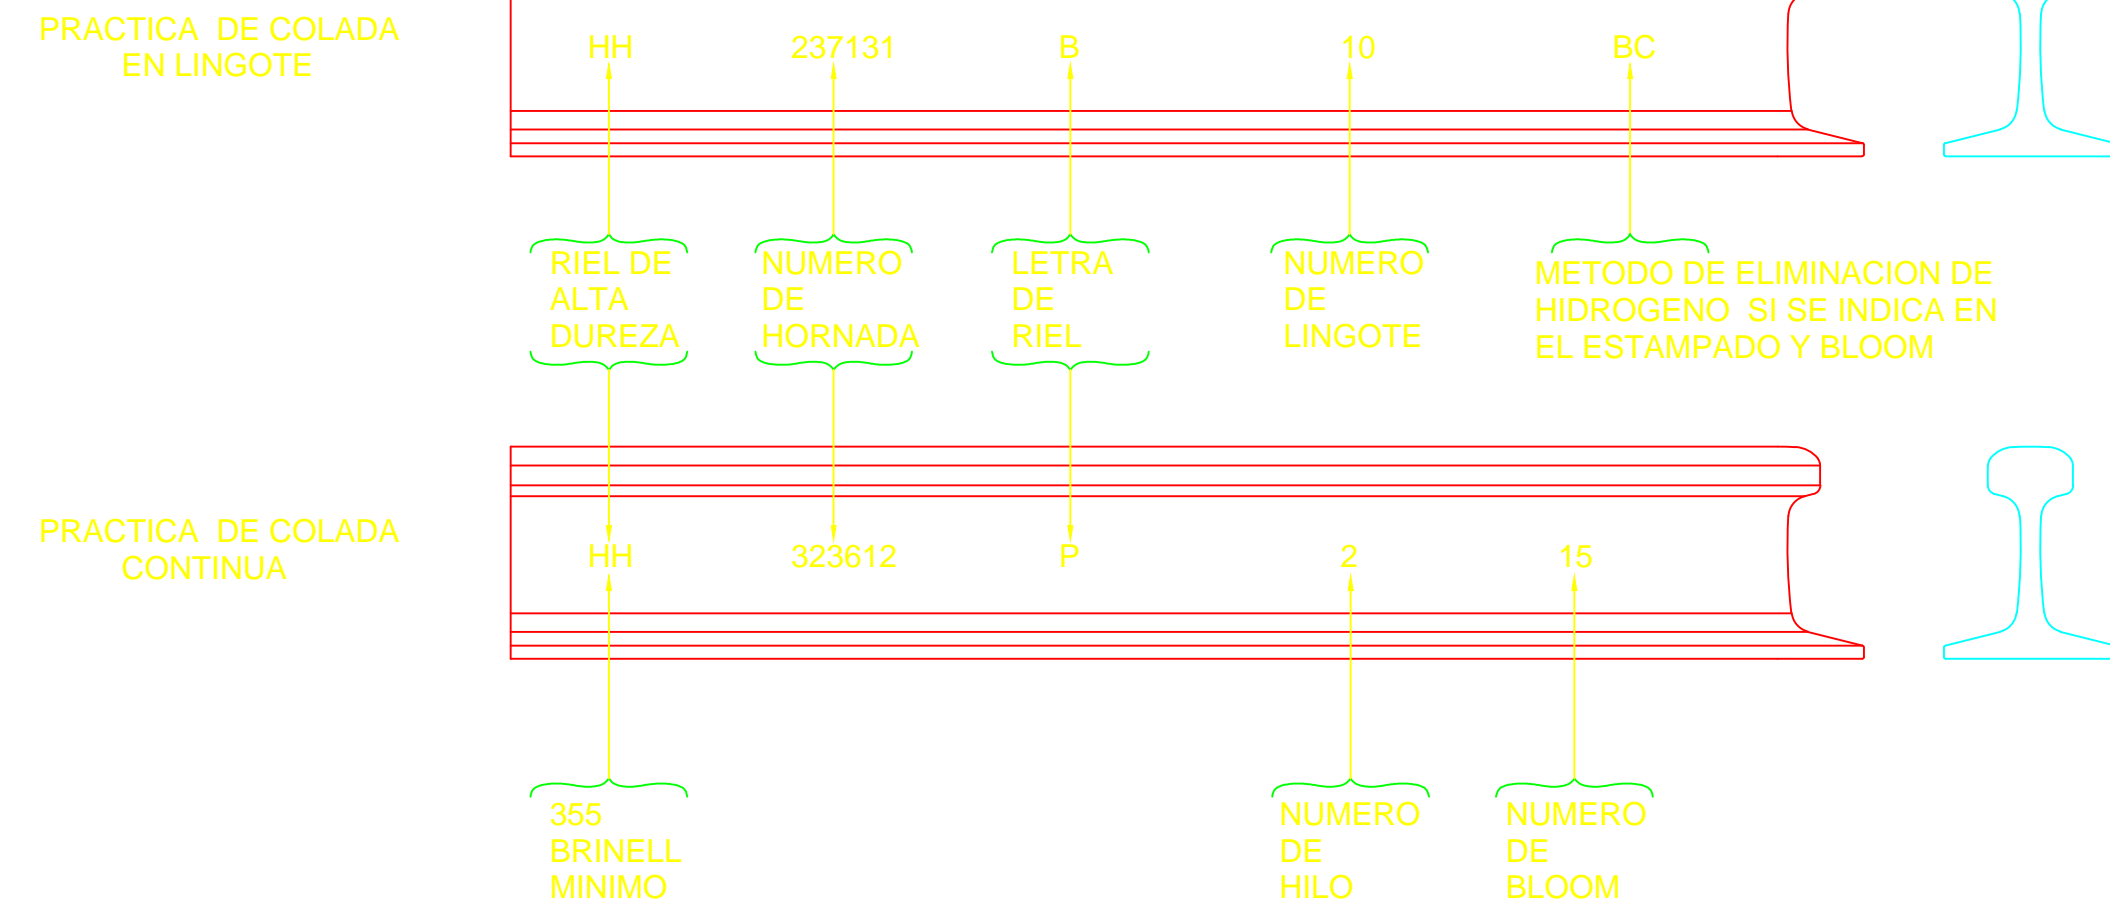 PRACTICA DE COLADA
EN LINGOTE
HH 237131 B 10 BC
RIEL DE
ALTA
DUREZA
NUMERO
DE
HORNADA
LETRA
DE
RIEL
NUMERO
DE
LINGOTE
METODO DE ELIMINACION DE
HIDROGENO SI SE INDICA EN
EL ESTAMPADO Y BLOOM
PRACTICA DE COLADA
CONTINUA
HH 323612 P 2 15
355
BRINELL
MINIMO
NUMERO
DE
HILO
NUMERO
DE
BLOOM